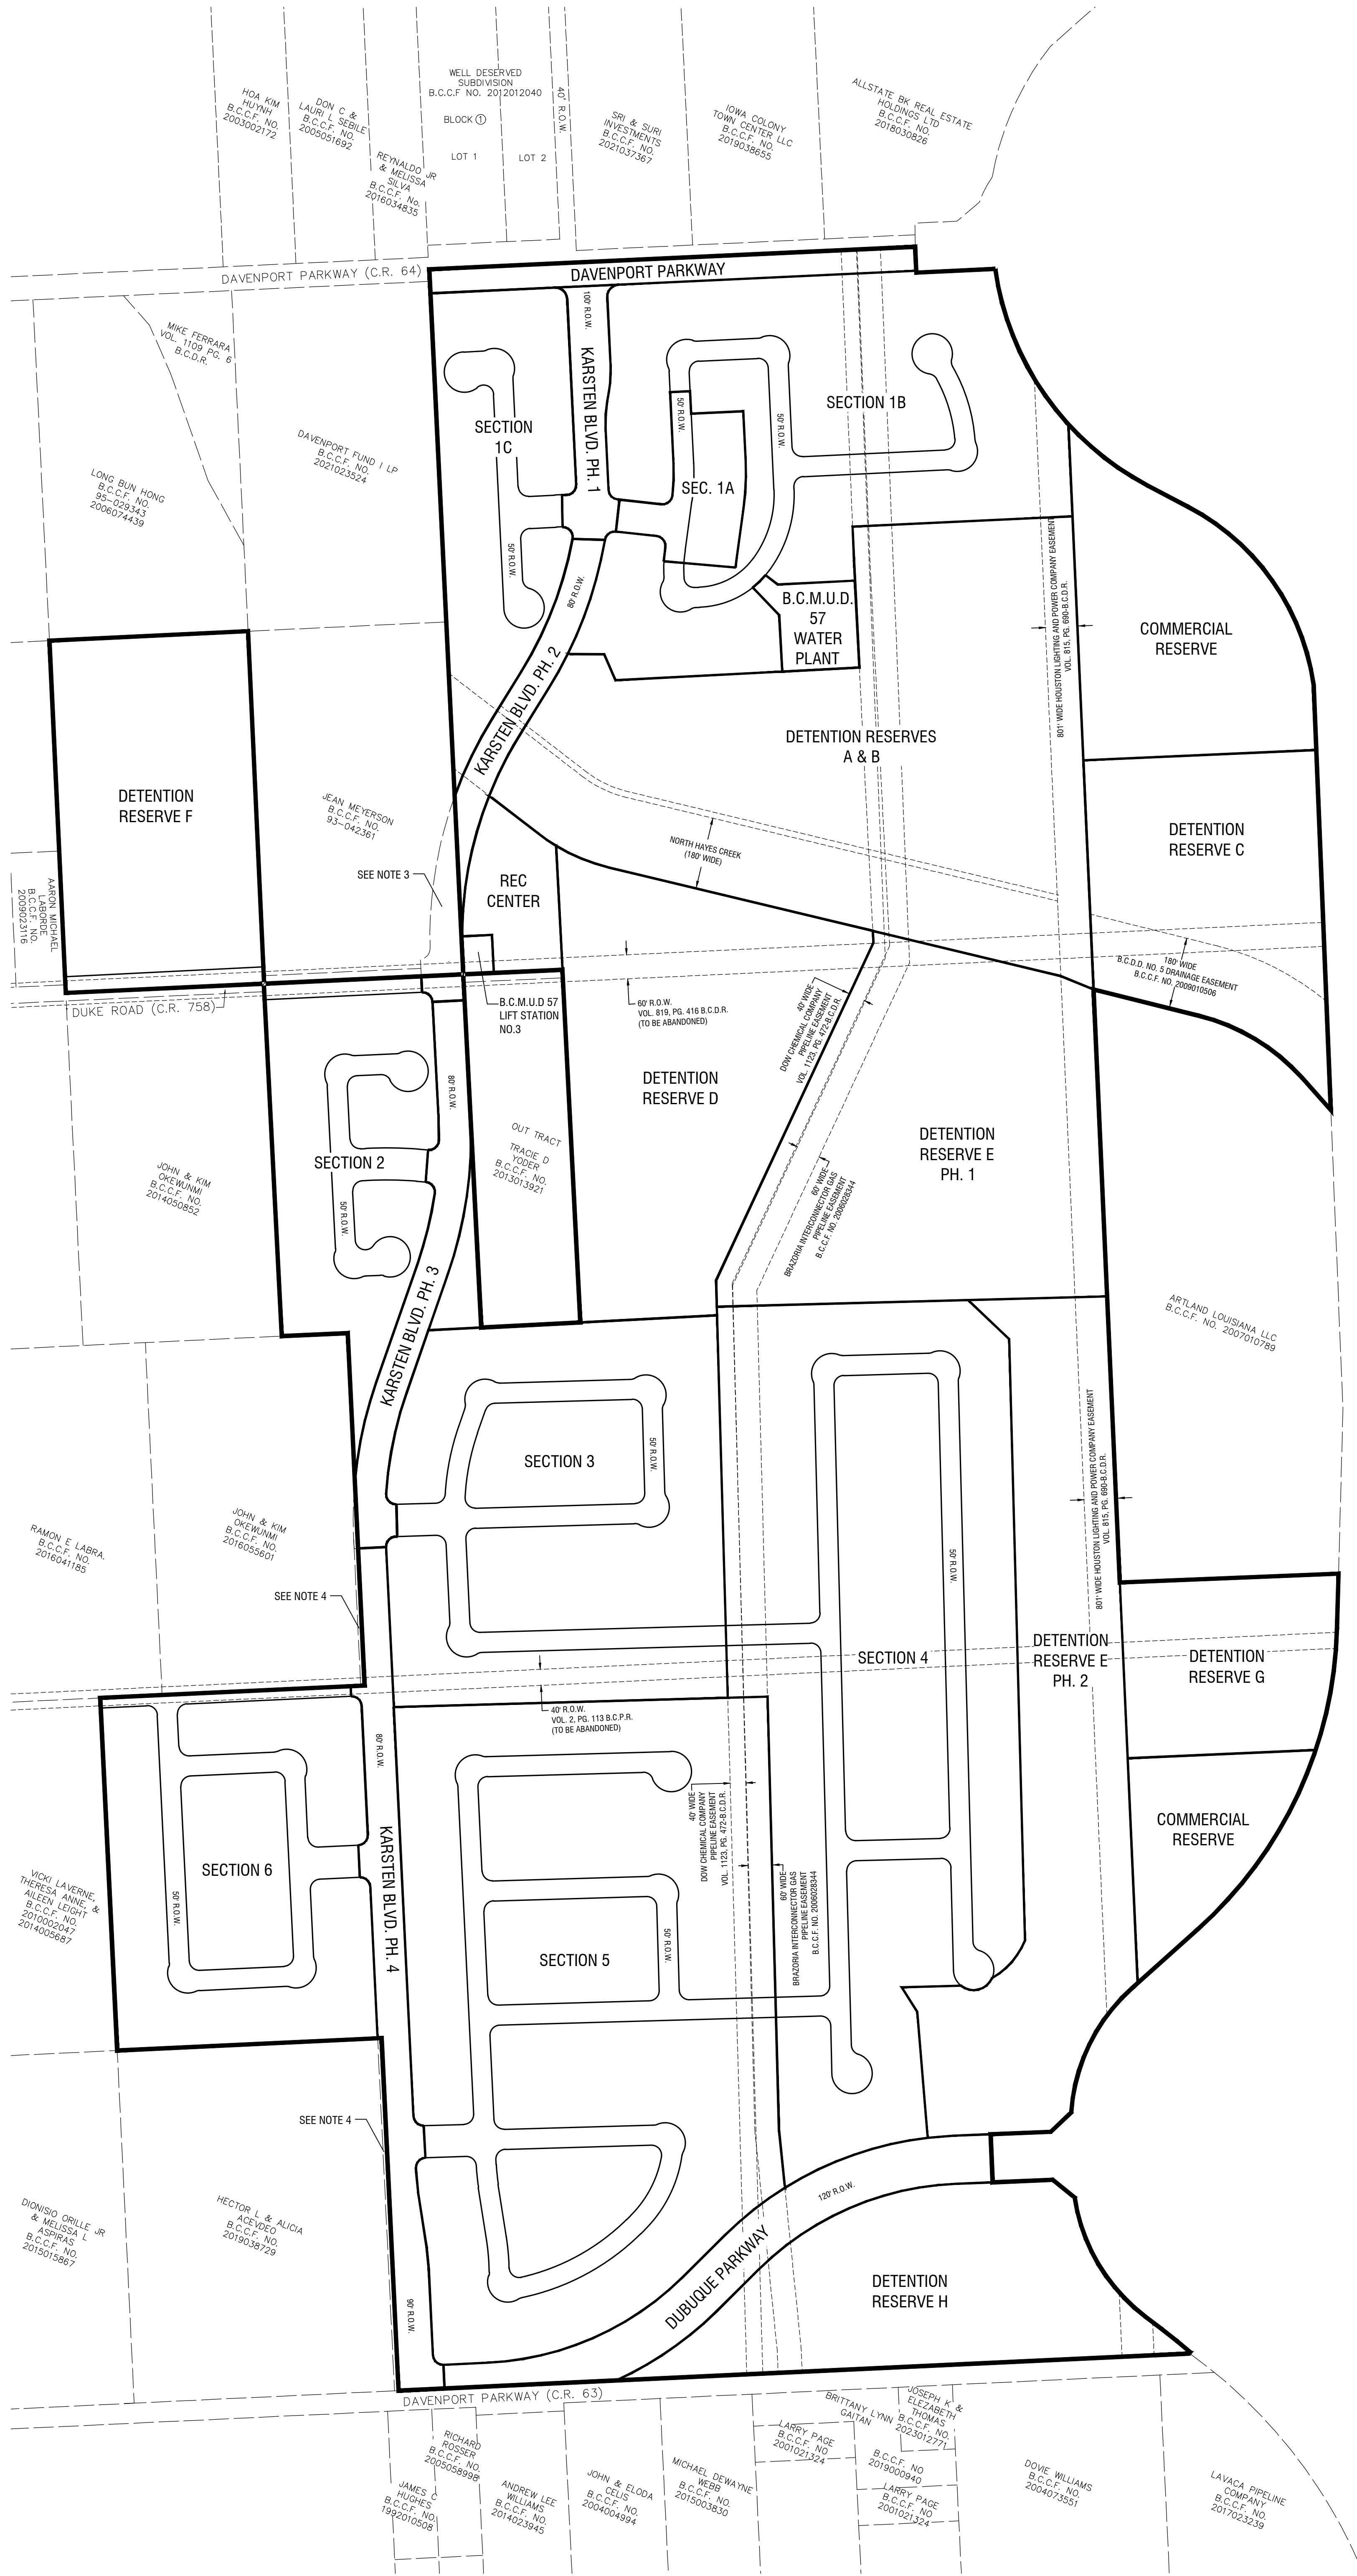 WELL DESERVED
SUBDIVISION
B.C.C.F NO. 2012012040
BLOCK 1
LOT 1
LOT 2
40' R.O.W.
HOA KIM
HUYNH
B.C.C.F. NO.
2003002172
DON C &
LAURI L SEBILE
B.C.C.F. NO.
2005051692
REYNALDO JR
& MELISSA
SILVA
B.C.C.F. No.
2016034835
SRI & SURI
INVESTMENTS
B.C.C.F. NO.
2021037367
IOWA COLONY
TOWN CENTER LLC
B.C.C.F. NO.
2019038655
ALLSTATE BK REAL ESTATE
HOLDINGS LTD
B.C.C.F. NO.
2018030826
DAVENPORT PARKWAY (C.R. 64)
DAVENPORT PARKWAY
100' R.O.W.
KARSTEN BLVD. PH. 1
MIKE FERRARA
VOL. 1109 PG. 6
B.C.D.R.
DAVENPORT FUND I LP
B.C.C.F. NO.
2021023524
LONG BUN HONG
B.C.C.F. NO.
95-029343
2006074439
SECTION
1C
50' R.O.W.
SEC. 1A
50' R.O.W.
50' R.O.W.
SECTION 1B
80' R.O.W.
KARSTEN BLVD. PH. 2
B.C.M.U.D.
57
WATER
PLANT
801' WIDE HOUSTON LIGHTING AND POWER COMPANY EASEMENT
VOL. 815, PG. 690-B.C.D.R.
COMMERCIAL
RESERVE
DETENTION RESERVES
A & B
DETENTION
RESERVE F
JEAN MEYERSON
B.C.C.F. NO.
93-042361
SEE NOTE 3
NORTH HAYES CREEK
(180' WIDE)
DETENTION
RESERVE C
REC
CENTER
AARON MICHAEL
LABORDE
B.C.C.F. NO.
2009023116
180' WIDE
B.C.D.D. NO. 5 DRAINAGE EASEMENT
B.C.C.F. NO. 2009010506
DUKE ROAD (C.R. 758)
B.C.M.U.D 57
LIFT STATION
NO.3
60' R.O.W.
VOL. 819, PG. 416 B.C.D.R.
(TO BE ABANDONED)
40' WIDE
DOW CHEMICAL COMPANY
PIPELINE EASEMENT
VOL. 1123, PG. 472-B.C.D.R.
80' R.O.W.
DETENTION
RESERVE D
DETENTION
RESERVE E
PH. 1
OUT TRACT
TRACIE D
YODER
B.C.C.F. NO.
2013013921
SECTION 2
50' R.O.W.
JOHN & KIM
OKEWUNMI
B.C.C.F. NO.
2014050852
60' WIDE
BRAZORIA INTERCONNECTOR GAS
PIPELINE EASEMENT
B.C.C.F. NO. 2006028344
KARSTEN BLVD. PH. 3
ARTLAND LOUISIANA LLC
B.C.C.F. NO. 2007010789
SECTION 3
50' R.O.W.
801' WIDE HOUSTON LIGHTING AND POWER COMPANY EASEMENT
VOL. 815, PG. 690-B.C.D.R.
RAMON E LABRA.
B.C.C.F. NO.
2016041185
JOHN & KIM
OKEWUNMI
B.C.C.F. NO.
2016055601
50' R.O.W.
SEE NOTE 4
SECTION 4
DETENTION
RESERVE E
PH. 2
DETENTION
RESERVE G
40' R.O.W.
VOL. 2, PG. 113 B.C.P.R.
(TO BE ABANDONED)
80' R.O.W.
KARSTEN BLVD. PH. 4
40' WIDE
DOW CHEMICAL COMPANY
PIPELINE EASEMENT
VOL. 1123, PG. 472-B.C.D.R.
COMMERCIAL
RESERVE
SECTION 6
50' R.O.W.
VICKI LAVERNE,
THERESA ANNE, &
AILEEN LEIGHT
B.C.C.F. NO.
2010002047
2014005687
SECTION 5
50' R.O.W.
60' WIDE
BRAZORIA INTERCONNECTOR GAS
PIPELINE EASEMENT
B.C.C.F. NO. 2006028344
SEE NOTE 4
120' R.O.W.
DUBUQUE PARKWAY
DIONISIO ORILLE JR
& MELISSA L
ASPIRAS
B.C.C.F. NO.
2015015867
HECTOR L & ALICIA
ACEVDEO
B.C.C.F. NO.
2019038729
90' R.O.W.
DETENTION
RESERVE H
DAVENPORT PARKWAY (C.R. 63)
JAMES C
HUGHES
B.C.C.F. NO.
1992010508
RICHARD
ROSSER
B.C.C.F. NO.
2005058998
ANDREW LEE
WILLIAMS
B.C.C.F. NO.
2014023945
JOHN & ELODA
CELIS
B.C.C.F. NO.
2004004994
MICHAEL DEWAYNE
WEBB
B.C.C.F. NO.
2015003830
LARRY PAGE
B.C.C.F. NO
2001021324
BRITTANY LYNN
GAITAN
B.C.C.F. NO
2019000940
LARRY PAGE
B.C.C.F. NO
2001021324
JOSEPH K &
ELEZABETH
THOMAS
B.C.C.F. NO.
2023012771
DOVIE WILLIAMS
B.C.C.F. NO.
2004073551
LAVACA PIPELINE
COMPANY
B.C.C.F. NO.
2017023239